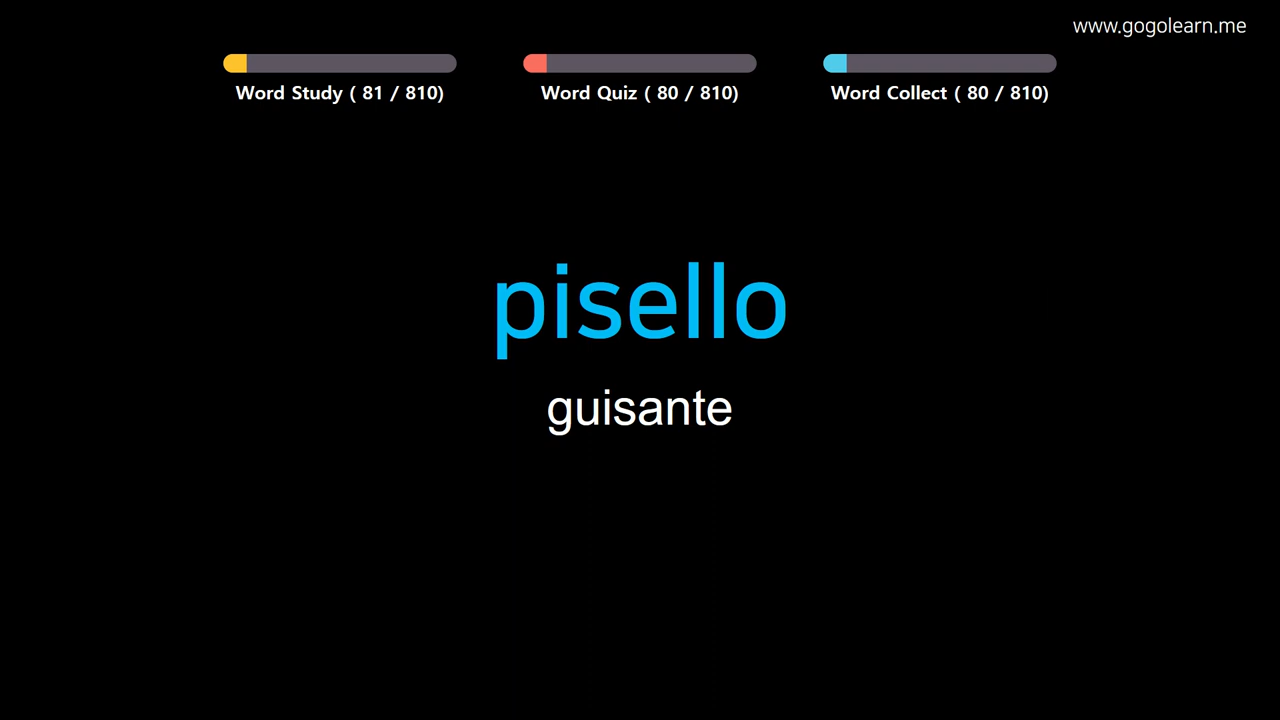 www.gogolearn.me
Word Study ( 81 / 810)
Word Quiz ( 80 / 810)
Word Collect ( 80 / 810)
pisello
guisante